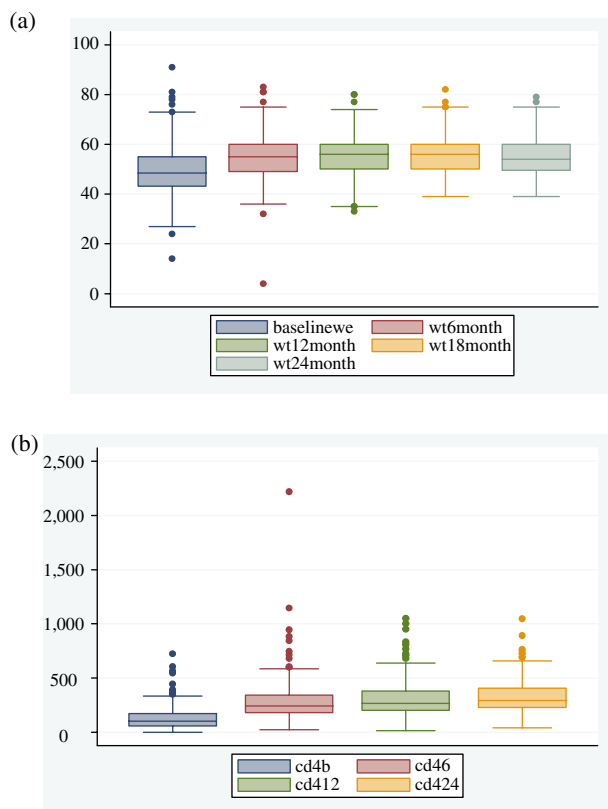 (a)
100
80
60
40
20
0
baselinewe wt6month
wt12month wt18month
wt24month
(b)
2,500
2,000
1,500
1,000
500
0
cd4b cd46
cd412 cd424